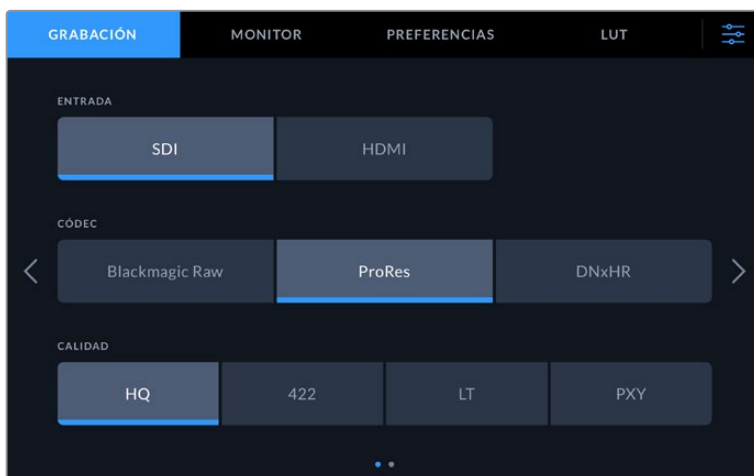 GRABACIÓN MONITOR PREFERENCIAS LUT
ENTRADA
SDI HDMI
CÓDEC
Blackmagic Raw ProRes DNxHR
CALIDAD
HQ 422 LT PXY